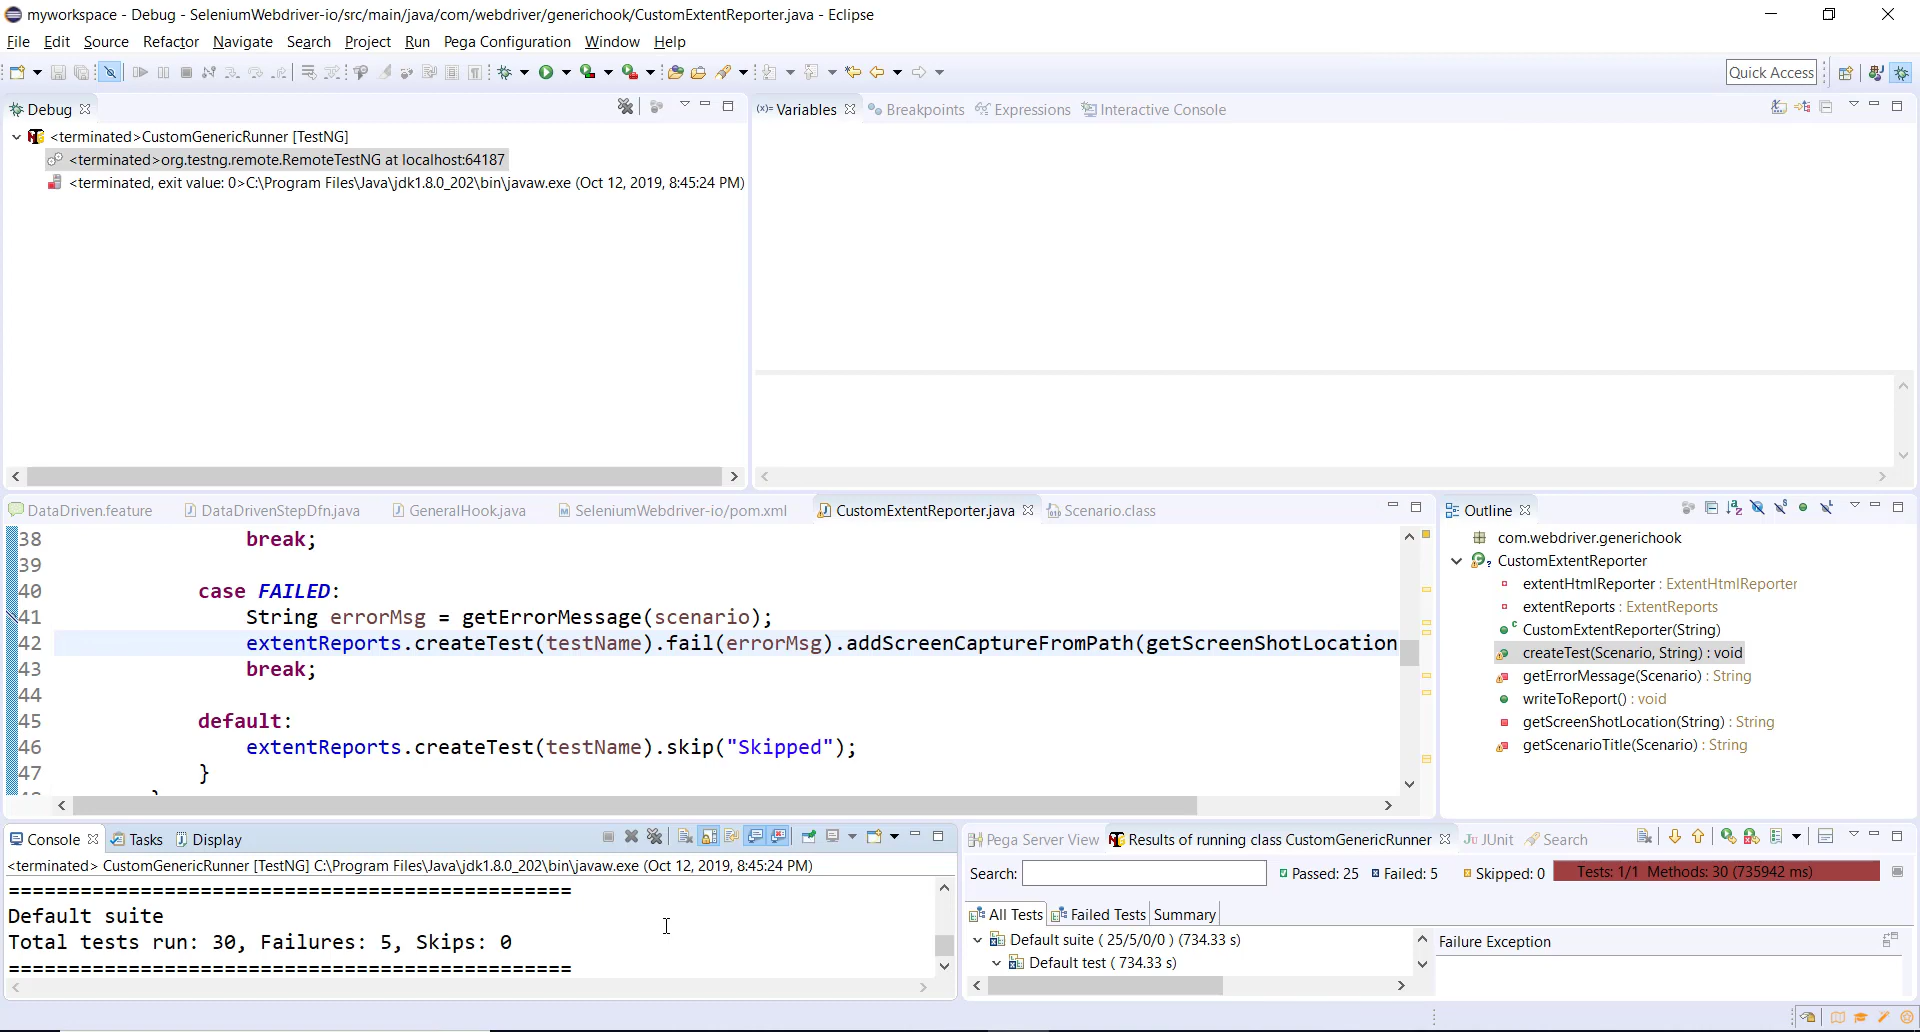 myworkspace - Debug - SeleniumWebdriver-io/src/main/java/com/webdriver/generichook/CustomExtentReporter.java - Eclipse
File Edit Source Refactor Navigate Search Project Run Pega Configuration Window Help
Quick Access
Debug
<terminated>CustomGenericRunner [TestNG]
<terminated>org.testng.remote.RemoteTestNG at localhost:64187
<terminated, exit value: 0>C:\Program Files\Java\jdk1.8.0_202\bin\javaw.exe (Oct 12, 2019, 8:45:24 PM)
(x)= Variables Breakpoints Expressions Interactive Console
DataDriven.feature DataDrivenStepDfn.java GeneralHook.java SeleniumWebdriver-io/pom.xml CustomExtentReporter.java Scenario.class
38 break;
39
40 case FAILED:
41 String errorMsg = getErrorMessage(scenario);
42 extentReports.createTest(testName).fail(errorMsg).addScreenCaptureFromPath(getScreenShotLocation
43 break;
44
45 default:
46 extentReports.createTest(testName).skip("Skipped");
47 }
Outline
com.webdriver.generichook
CustomExtentReporter
extentHtmlReporter : ExtentHtmlReporter
extentReports : ExtentReports
CustomExtentReporter(String)
createTest(Scenario, String) : void
getErrorMessage(Scenario) : String
writeToReport() : void
getScreenShotLocation(String) : String
getScenarioTitle(Scenario) : String
Console Tasks Display
<terminated> CustomGenericRunner [TestNG] C:\Program Files\Java\jdk1.8.0_202\bin\javaw.exe (Oct 12, 2019, 8:45:24 PM)
===============================================
Default suite
Total tests run: 30, Failures: 5, Skips: 0
===============================================
Pega Server View Results of running class CustomGenericRunner JUnit Search
Search: Passed: 25 Failed: 5 Skipped: 0 Tests: 1/1 Methods: 30 (735942 ms)
All Tests Failed Tests Summary
Default suite ( 25/5/0/0 ) (734.33 s)
Default test ( 734.33 s)
Failure Exception